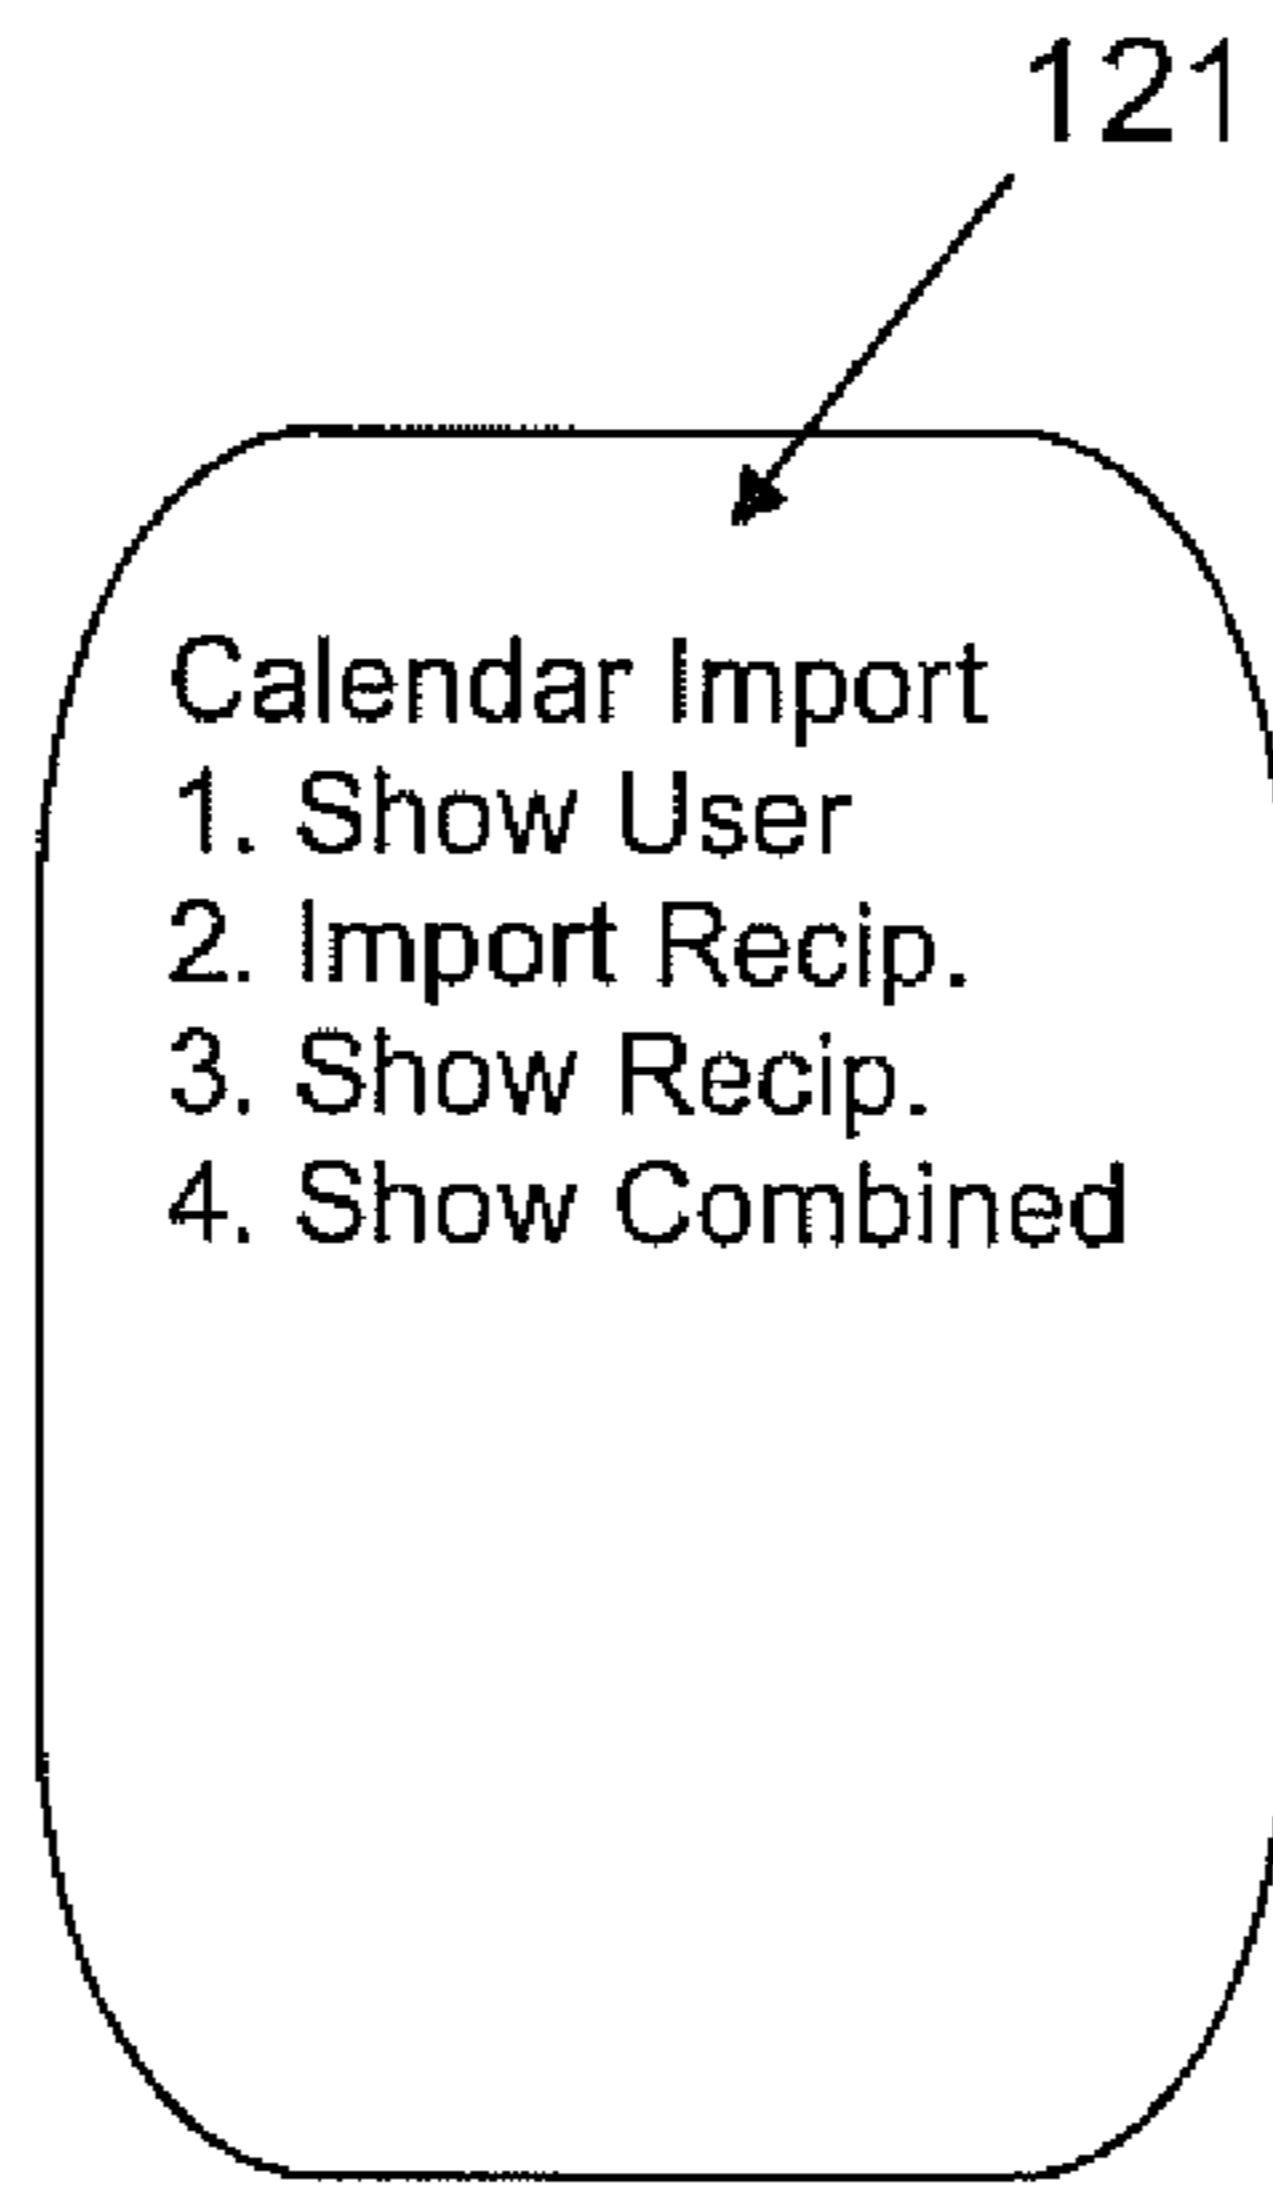 121
Calendar Import
1. Show User
2. Import Recip.
3. Show Recip.
4. Show Combined